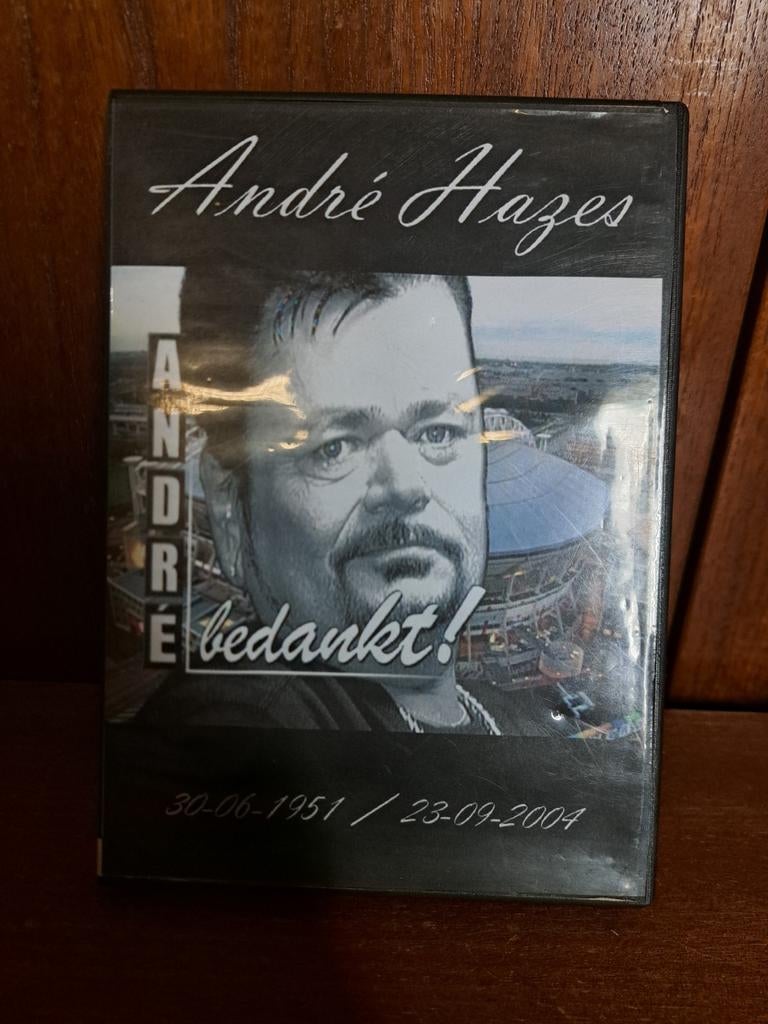 André Hazes
ANDRÉ
bedankt!
30-06-1951 / 23-09-2004